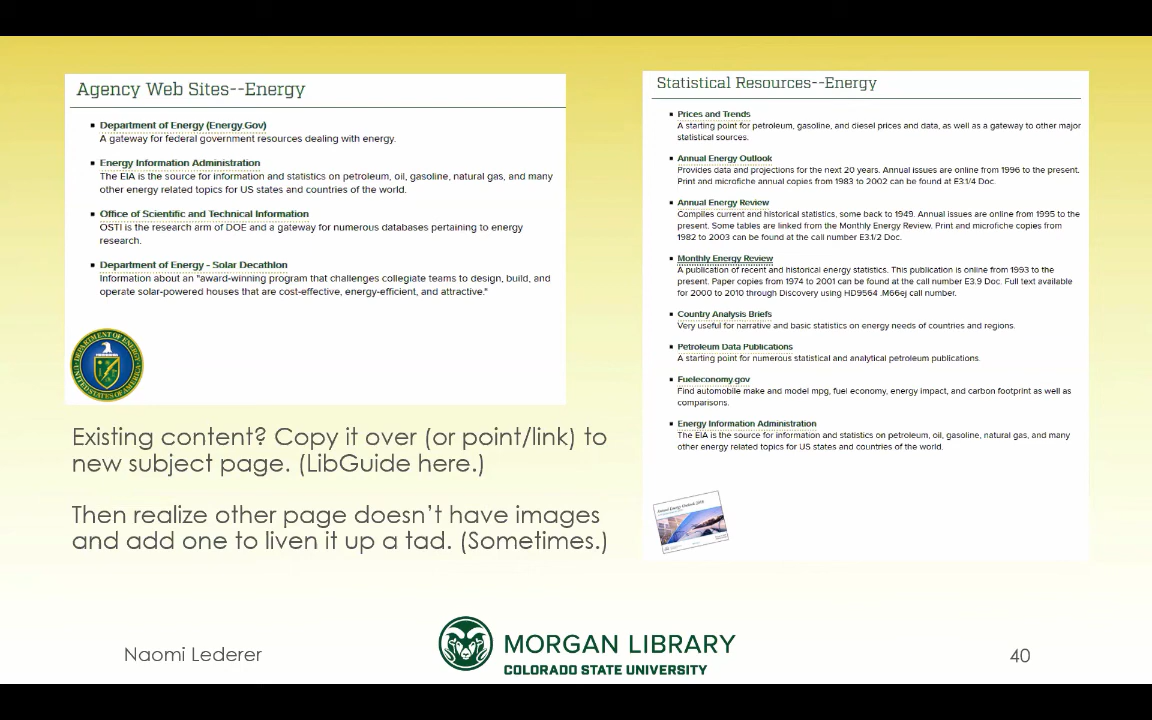 Agency Web Sites--Energy
Department of Energy (Energy.Gov)
A gateway for federal government resources dealing with energy.
Energy Information Administration
The EIA is the source for information and statistics on petroleum, oil, gasoline, natural gas, and many
other energy related topics for US states and countries of the world.
Office of Scientific and Technical Information
OSTI is the research arm of DOE and a gateway for numerous databases pertaining to energy
research.
Department of Energy - Solar Decathlon
Information about an "award-winning program that challenges collegiate teams to design, build, and
operate solar-powered houses that are cost-effective, energy-efficient, and attractive."
DEPARTMENT OF ENERGY
UNITED STATES OF AMERICA
Existing content? Copy it over (or point/link) to
new subject page. (LibGuide here.)
Then realize other page doesn't have images
and add one to liven it up a tad. (Sometimes.)
Statistical Resources--Energy
Prices and Trends
A starting point for petroleum, gasoline, and diesel prices and data, as well as a gateway to other major
statistical sources.
Annual Energy Outlook
Provides data and projections for the next 20 years. Annual issues are online from 1996 to the present.
Print and microfiche annual copies from 1983 to 2002 can be found at E3.1/4 Doc.
Annual Energy Review
Compiles current and historical statistics, some back to 1949. Annual issues are online from 1995 to the
present. Some tables are linked from the Monthly Energy Review. Print and microfiche copies from
1982 to 2003 can be found at the call number E3.1/2 Doc.
Monthly Energy Review
A publication of recent and historical energy statistics. This publication is online from 1993 to the
present. Paper copies from 1974 to 2001 can be found at the call number E3.9 Doc. Full text available
for 2000 to 2010 through Discovery using HD9564 .M66ej call number.
Country Analysis Briefs
Very useful for narrative and basic statistics on energy needs of countries and regions.
Petroleum Data Publications
A starting point for numerous statistical and analytical petroleum publications.
Fueleconomy.gov
Find automobile make and model mpg, fuel economy, energy impact, and carbon footprint as well as
comparisons.
Energy Information Administration
The EIA is the source for information and statistics on petroleum, oil, gasoline, natural gas, and many
other energy related topics for US states and countries of the world.
Annual Energy Outlook
Naomi Lederer
MORGAN LIBRARY
COLORADO STATE UNIVERSITY
40